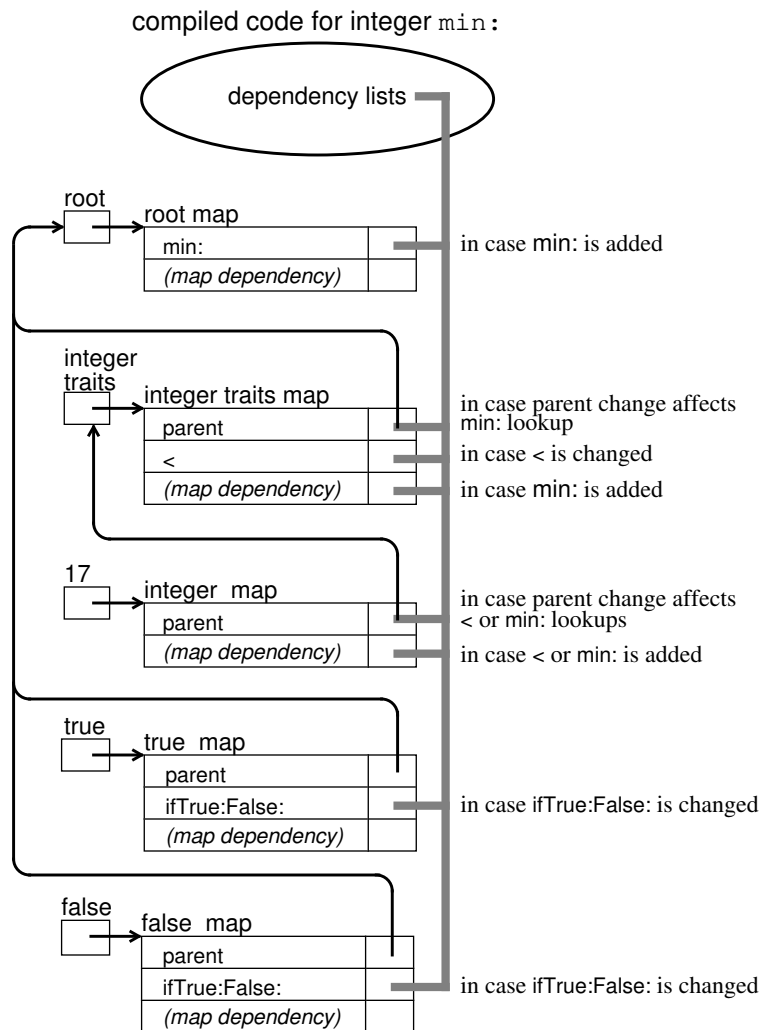 compiled code for integer min:
dependency lists
root
root map
min:
in case min: is added
(map dependency)
integer
traits
integer traits map
in case parent change affects
parent
min: lookup
<
in case < is changed
(map dependency)
in case min: is added
17
integer map
in case parent change affects
parent
< or min: lookups
(map dependency)
in case < or min: is added
true
true map
parent
ifTrue:False:
in case ifTrue:False: is changed
(map dependency)
false
false map
parent
ifTrue:False:
in case ifTrue:False: is changed
(map dependency)